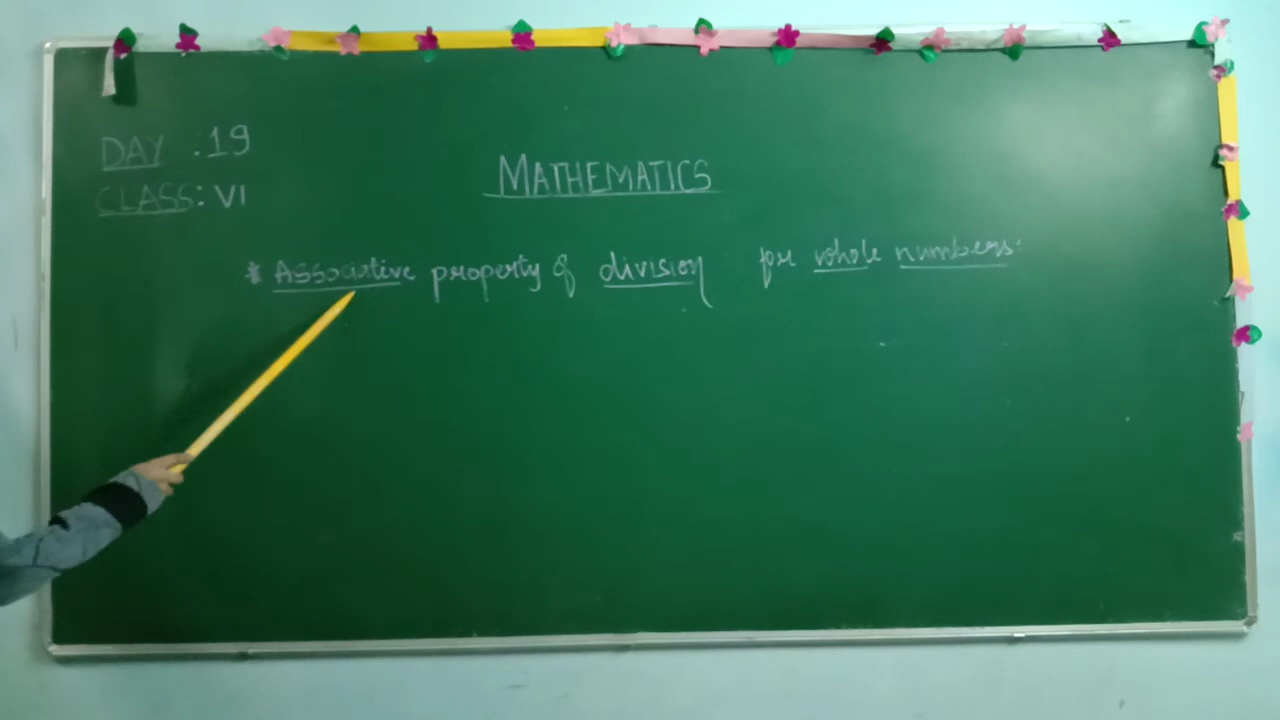 DAY : 19
CLASS: VI
MATHEMATICS
* Associative property of division for whole numbers.